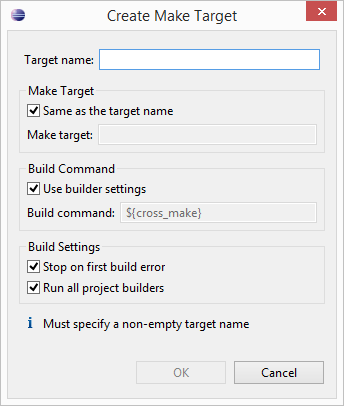 Create Make Target
Target name:
Make Target
Same as the target name
Make target:
Build Command
Use builder settings
Build command: ${cross_make}
Build Settings
Stop on first build error
Run all project builders
Must specify a non-empty target name
OK Cancel